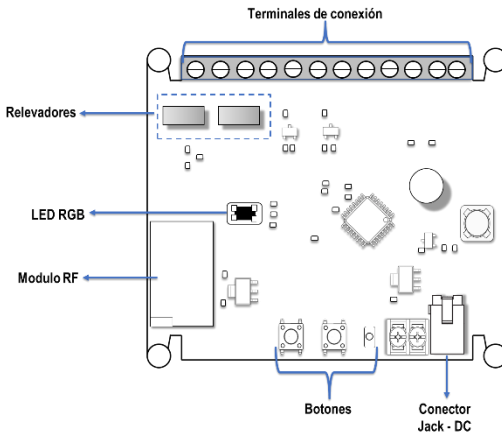 Terminales de conexión
Relevadores
LED RGB
Modulo RF
Botones
Conector
Jack - DC